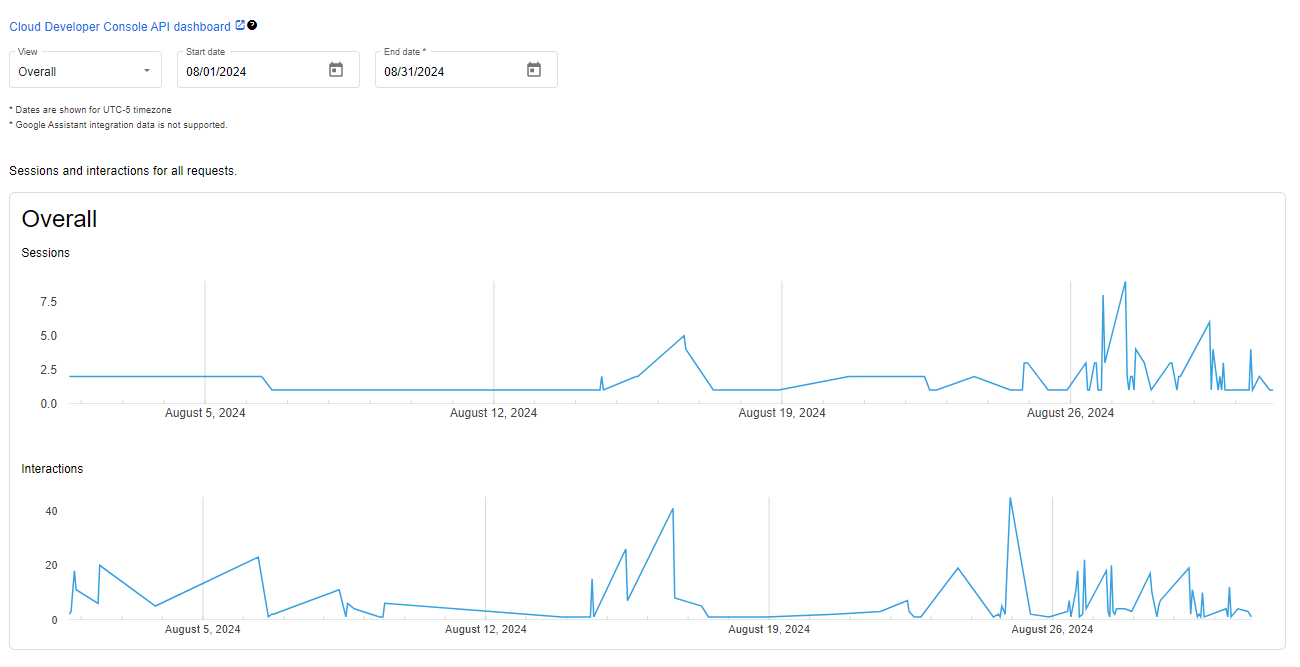 Cloud Developer Console API dashboard
View
Overall
Start date
08/01/2024
End date *
08/31/2024
* Dates are shown for UTC-5 timezone
* Google Assistant integration data is not supported.
Sessions and interactions for all requests.
Overall
Sessions
7.5
5.0
2.5
0.0
August 5, 2024 August 12, 2024 August 19, 2024 August 26, 2024
Interactions
40
20
0
August 5, 2024 August 12, 2024 August 19, 2024 August 26, 2024